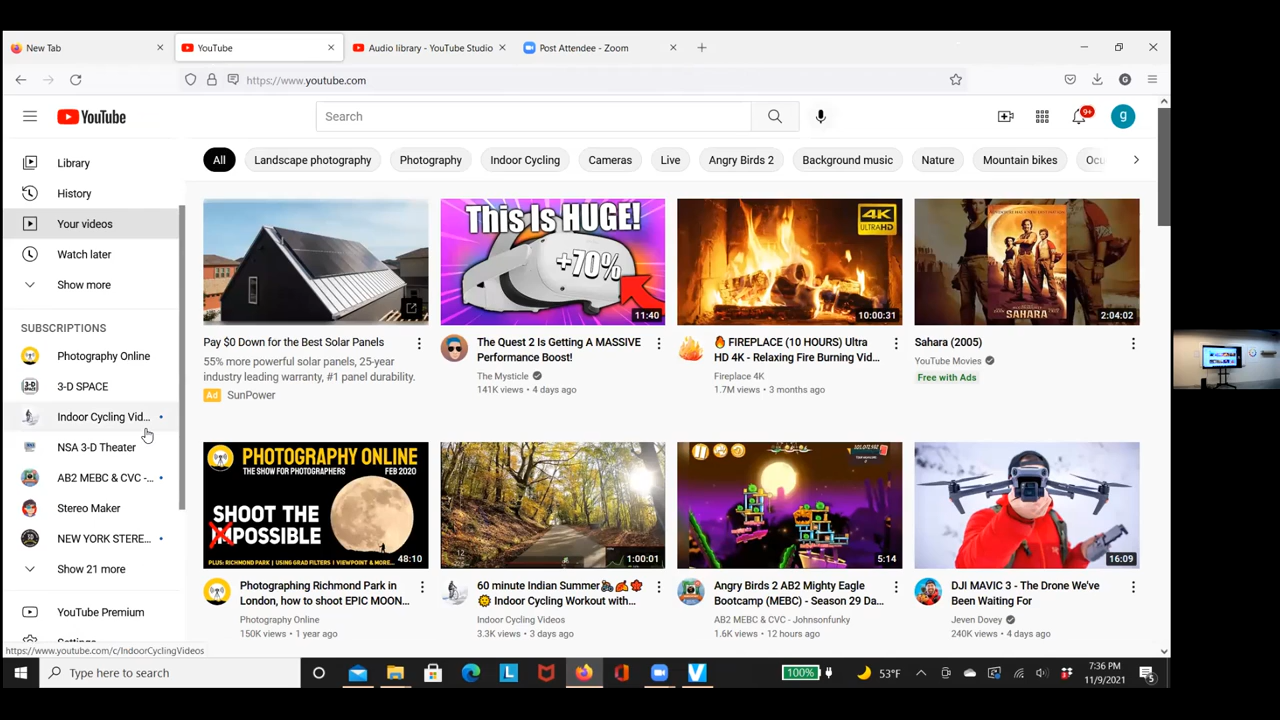 New Tab
YouTube
Audio library - YouTube Studio
Post Attendee - Zoom
https://www.youtube.com
G
YouTube
Search
9+
g
Library
History
Your videos
Watch later
Show more
SUBSCRIPTIONS
Photography Online
3-D SPACE
Indoor Cycling Vid...
NSA 3-D Theater
AB2 MEBC & CVC -...
Stereo Maker
NEW YORK STERE...
Show 21 more
YouTube Premium
Settings
https://www.youtube.com/c/IndoorCyclingVideos
All
Landscape photography
Photography
Indoor Cycling
Cameras
Live
Angry Birds 2
Background music
Nature
Mountain bikes
Ocu
This Is HUGE!
+70%
11:40
4K
ULTRA HD
10:00:31
SAHARA
2:04:02
Pay $0 Down for the Best Solar Panels
55% more powerful solar panels, 25-year
industry leading warranty, #1 panel durability.
Ad SunPower
The Quest 2 Is Getting A MASSIVE
Performance Boost!
The Mysticle
141K views • 4 days ago
🔥 FIREPLACE (10 HOURS) Ultra
HD 4K - Relaxing Fire Burning Vid...
Fireplace 4K
1.7M views • 3 months ago
Sahara (2005)
YouTube Movies
Free with Ads
PHOTOGRAPHY ONLINE
THE SHOW FOR PHOTOGRAPHERS
FEB 2020
SHOOT THE
IMPOSSIBLE
PLUS: RICHMOND PARK | USING GRAD FILTERS | VIEWPOINT & MORE...
48:10
12
1:00:01
5:14
16:09
Photographing Richmond Park in
London, how to shoot EPIC MOON...
Photography Online
150K views • 1 year ago
60 minute Indian Summer🚴🍂🍁
🌞 Indoor Cycling Workout with...
Indoor Cycling Videos
3.3K views • 3 days ago
Angry Birds 2 AB2 Mighty Eagle
Bootcamp (MEBC) - Season 29 Da...
AB2 MEBC & CVC - Johnsonfunky
1.6K views • 12 hours ago
DJI MAVIC 3 - The Drone We've
Been Waiting For
Jeven Dovey
240K views • 4 days ago
Type here to search
L
V
100%
53°F
7:36 PM
11/9/2021
5